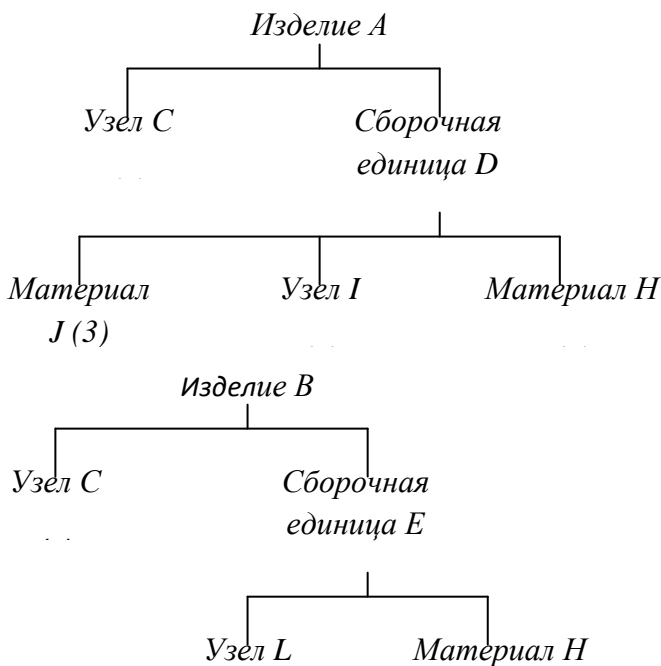 Изделие A
Узел C
Сборочная
единица D
Материал
J (3)
Узел I
Материал H
Изделие B
Узел C
Сборочная
единица E
Узел L
Материал H